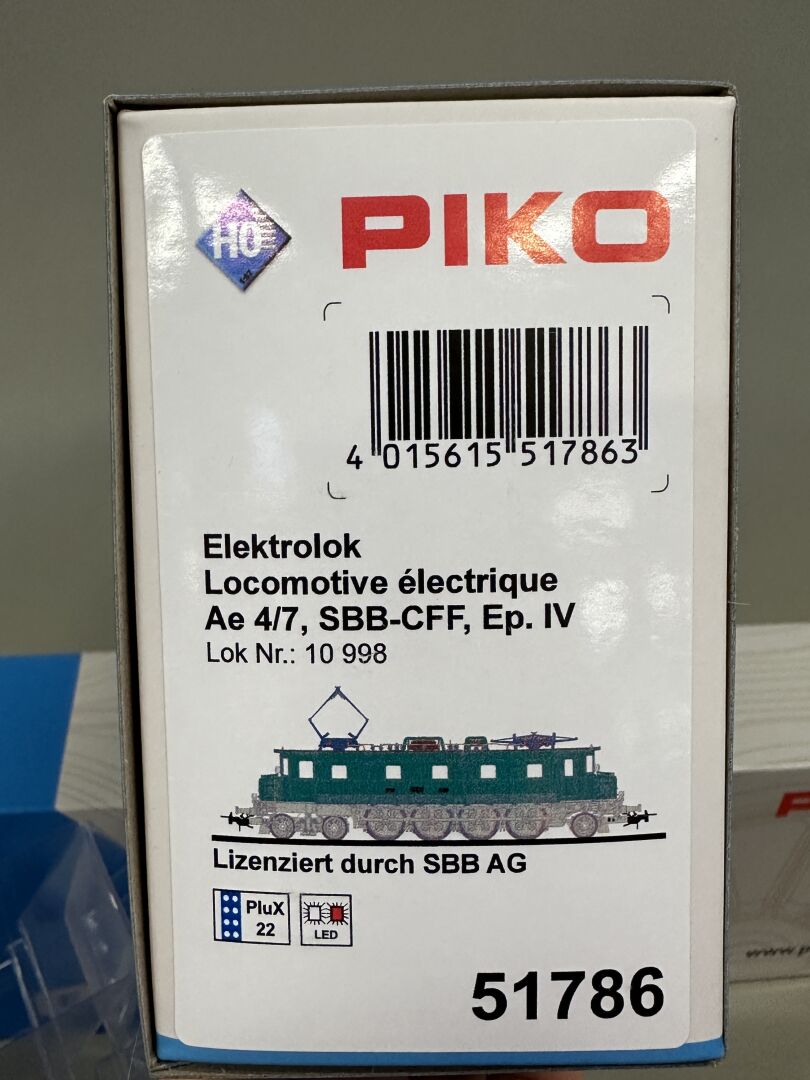 H0
PIKO
4 015615 517863
Elektrolok
Locomotive électrique
Ae 4/7, SBB-CFF, Ep. IV
Lok Nr.: 10 998
Lizenziert durch SBB AG
PluX
22
LED
51786